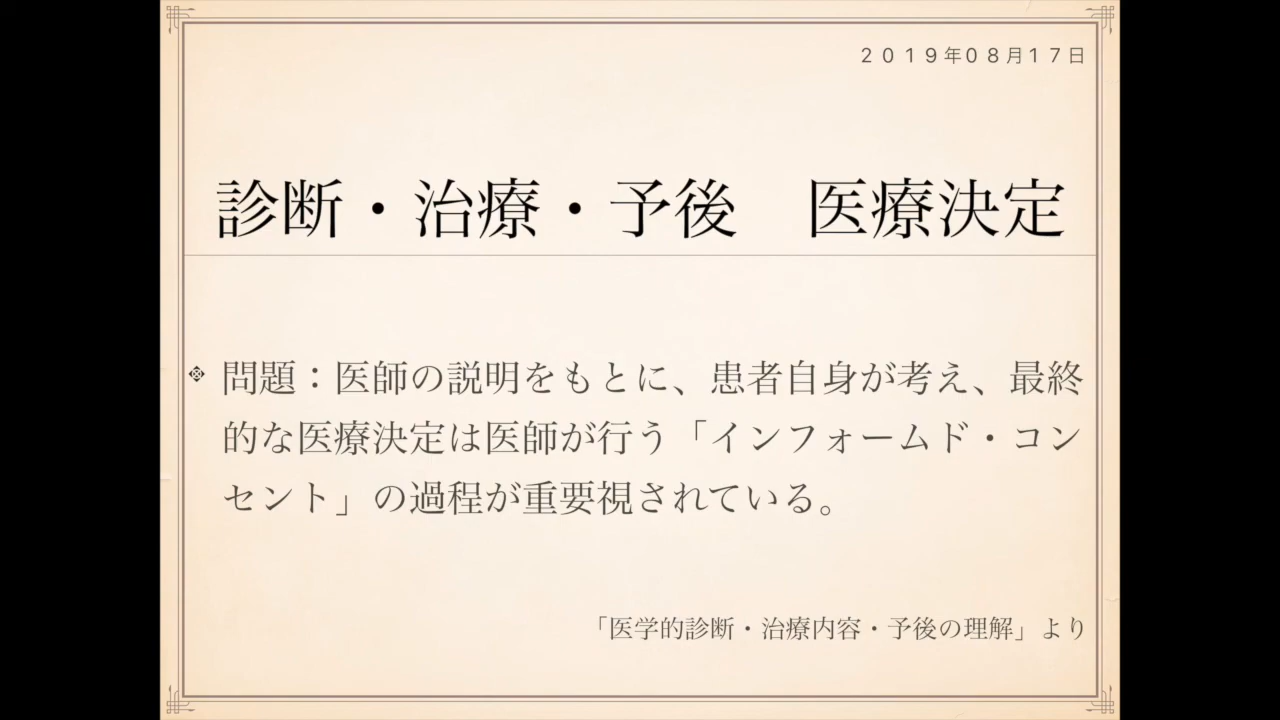 ２０１９年０８月１７日
診断・治療・予後　医療決定
問題：医師の説明をもとに、患者自身が考え、最終
的な医療決定は医師が行う「インフォームド・コン
セント」の過程が重要視されている。
「医学的診断・治療内容・予後の理解」より